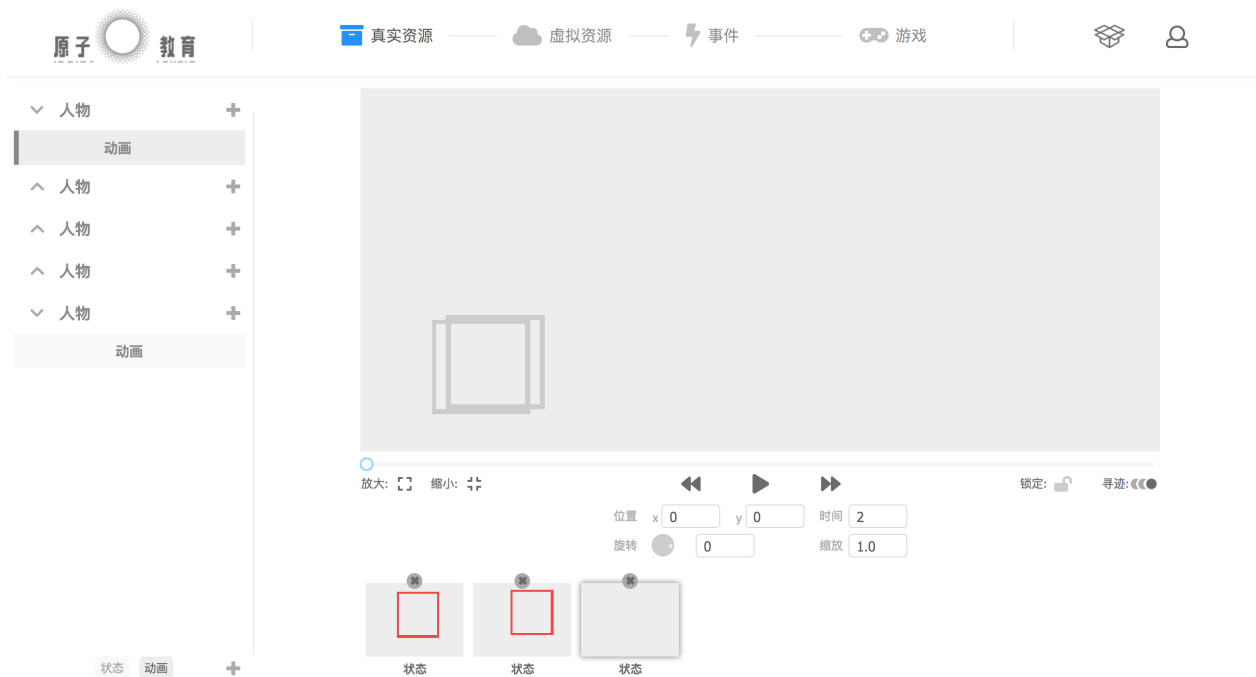 原子 教育
真实资源 虚拟资源 事件 游戏
人物
动画
人物
人物
人物
人物
动画
状态 动画
放大: 缩小: 锁定: 寻迹:
位置 x 0 y 0 时间 2
旋转 0 缩放 1.0
状态 状态 状态